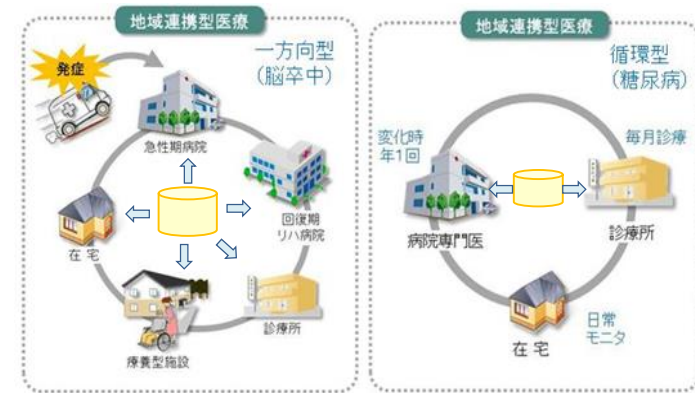 地域連携型医療
一方向型
(脳卒中)
発症
急性期病院
回復期
リハ病院
在宅
診療所
療養型施設
地域連携型医療
循環型
(糖尿病)
変化時
年1回
毎月診療
病院専門医
診療所
日常
モニタ
在宅